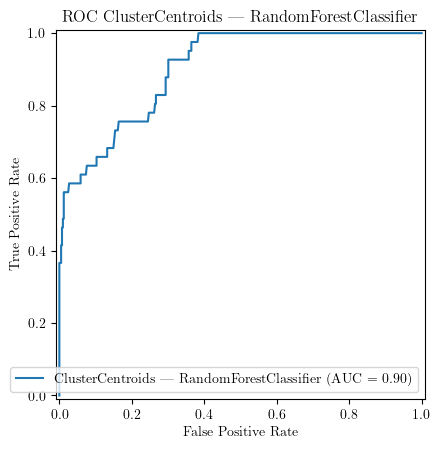 ROC ClusterCentroids — RandomForestClassifier
1.0
0.8
0.6
0.4
0.2
0.0
True Positive Rate
ClusterCentroids — RandomForestClassifier (AUC = 0.90)
0.0 0.2 0.4 0.6 0.8 1.0
False Positive Rate